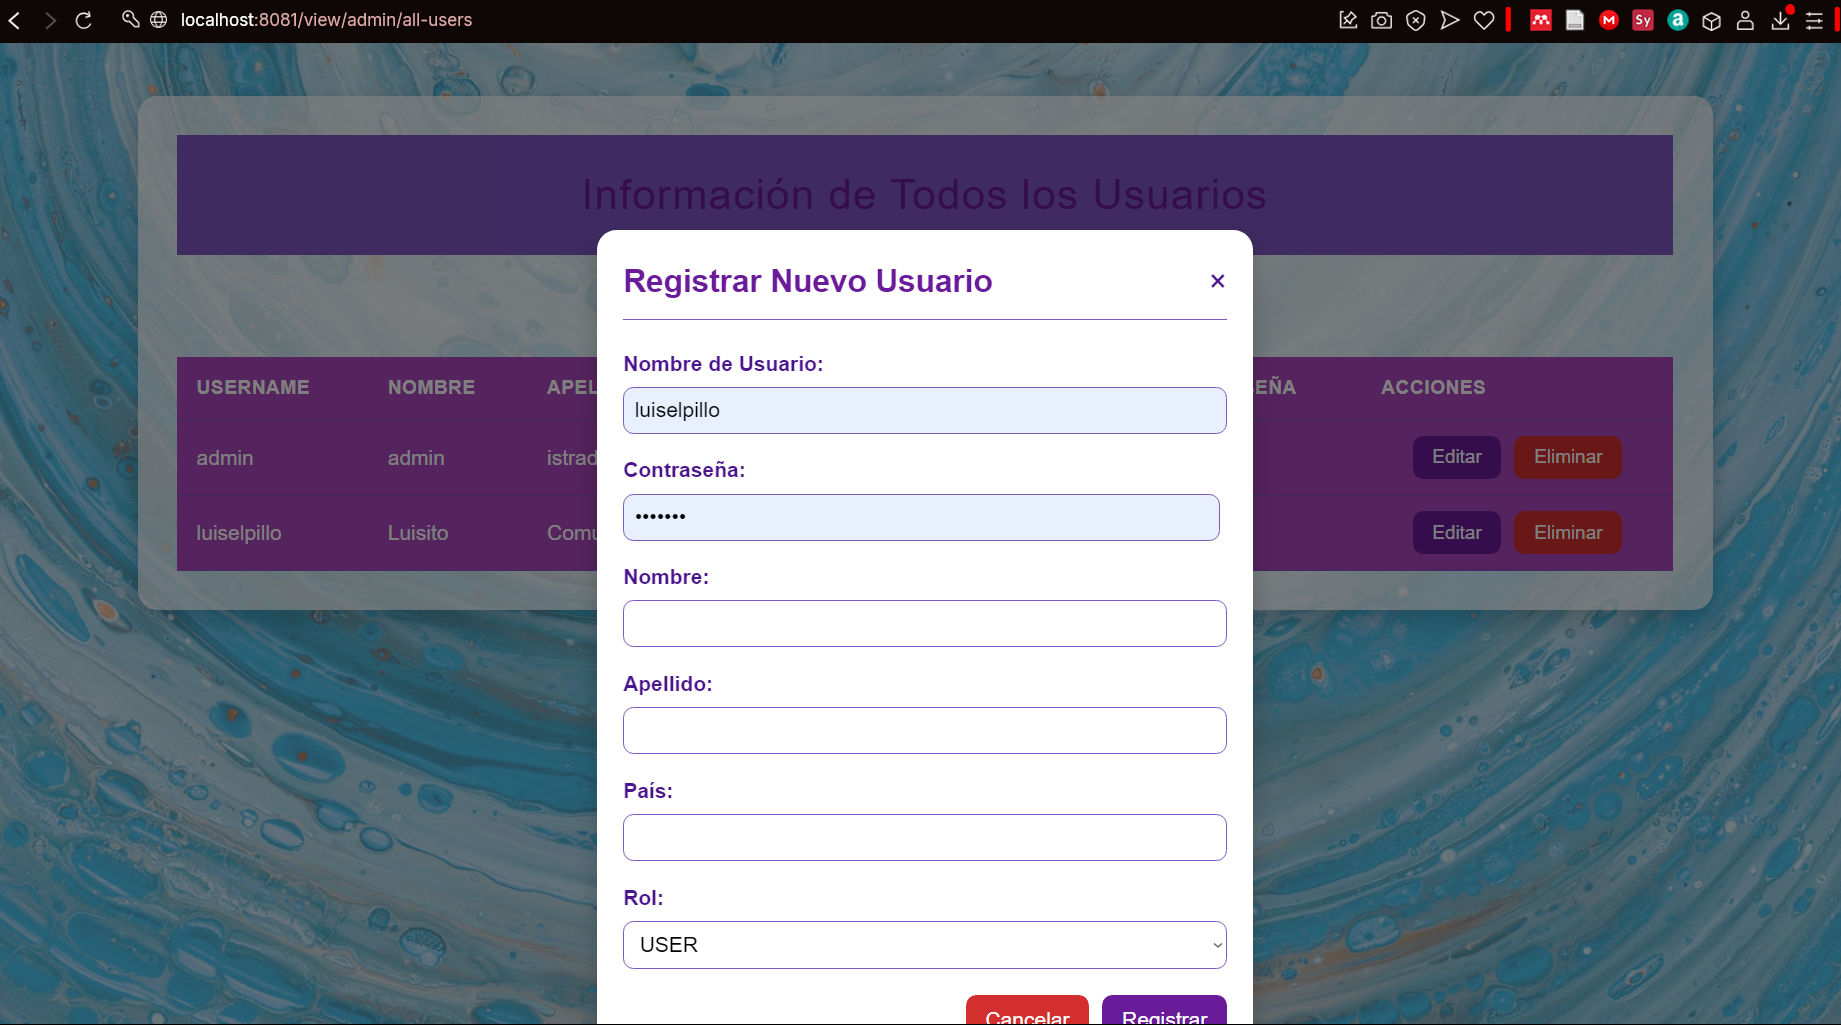 localhost:8081/view/admin/all-users
Sy
Información de Todos los Usuarios
Registrar Nuevo Usuario ×
Nombre de Usuario:
luiselpillo
Contraseña:
•••••••
Nombre:
Apellido:
País:
Rol:
USER
Cancelar Registrar
USERNAME NOMBRE APEL EÑA ACCIONES
admin admin istrad Editar Eliminar
luiselpillo Luisito Comu Editar Eliminar